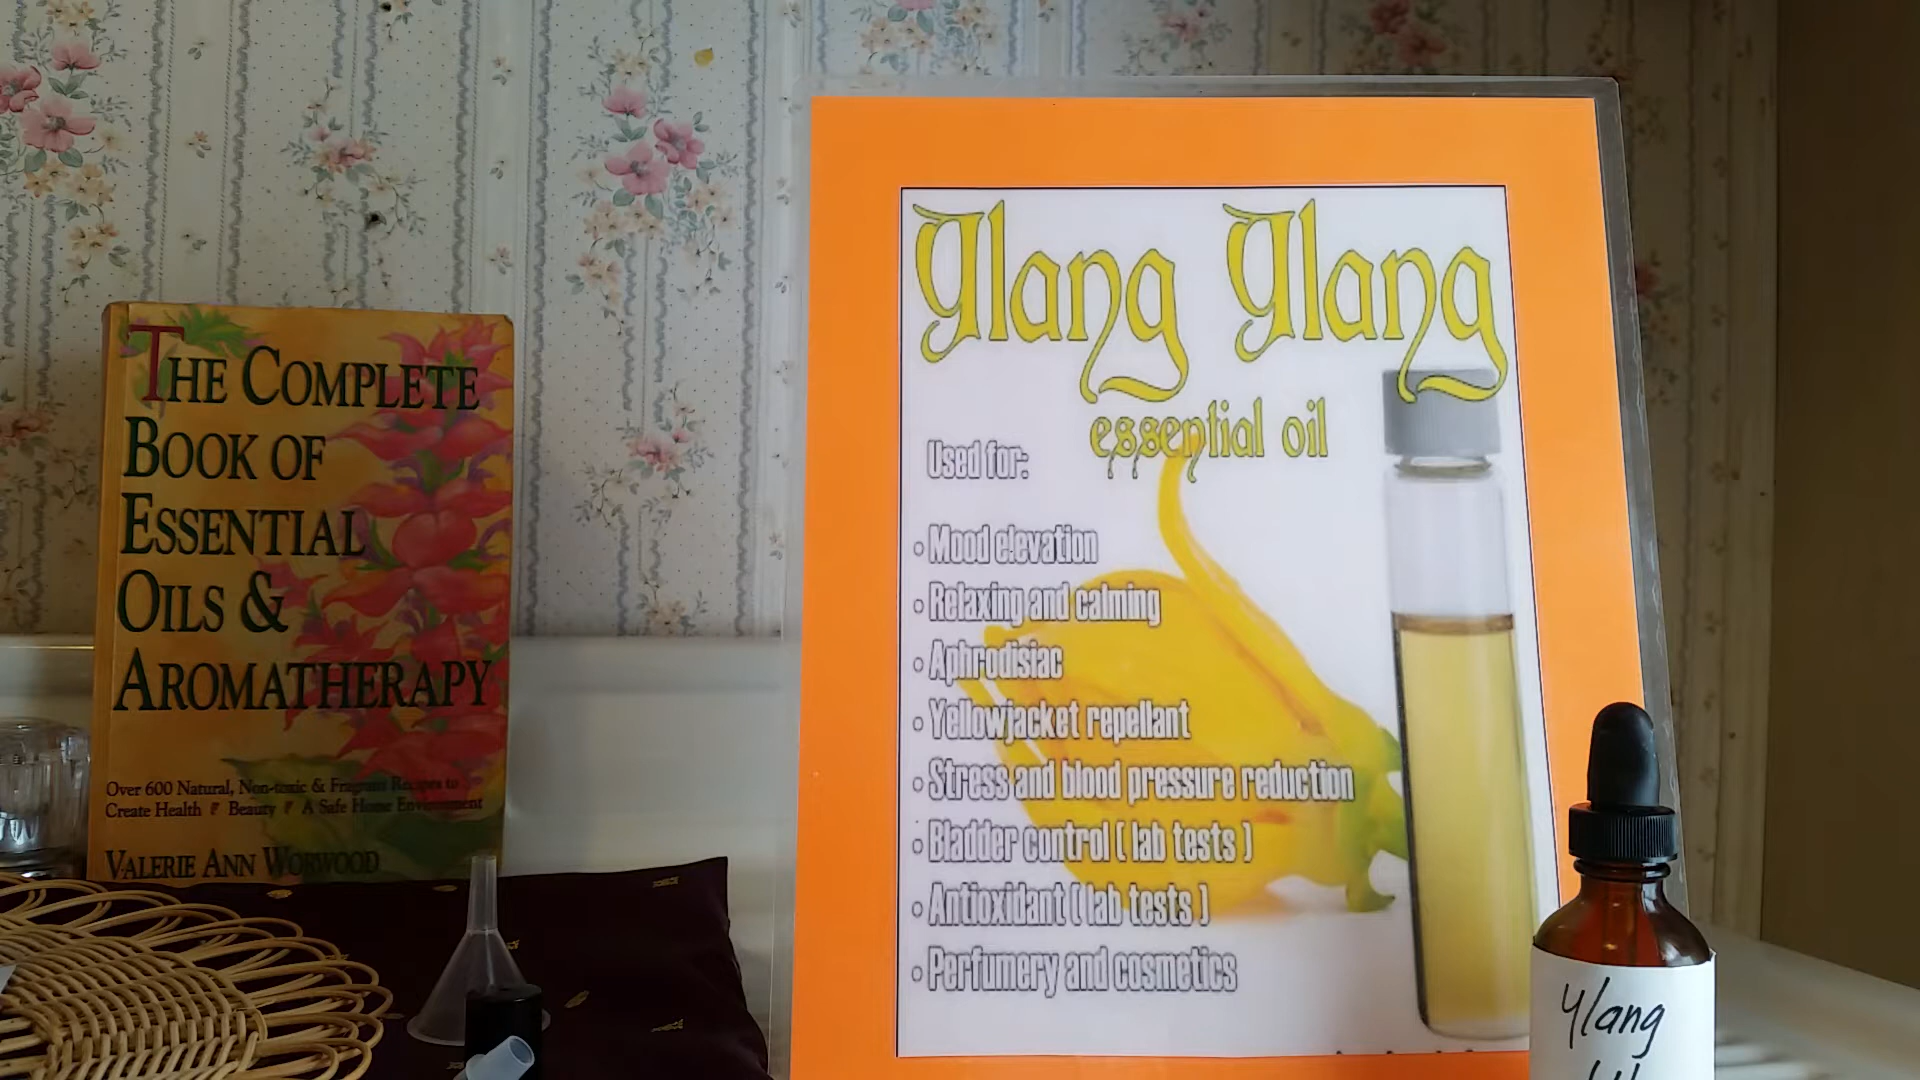 THE COMPLETE
BOOK OF
ESSENTIAL
OILS &
AROMATHERAPY
Over 600 Natural, Non-toxic & Fragrant Recipes to
Create Health Beauty A Safe Home Environment
VALERIE ANN WORWOOD
Ylang Ylang
essential oil
Used for:
• Mood elevation
• Relaxing and calming
• Aphrodisiac
• Yellowjacket repellant
• Stress and blood pressure reduction
• Bladder control ( lab tests )
• Antioxidant ( lab tests )
• Perfumery and cosmetics
Ylang